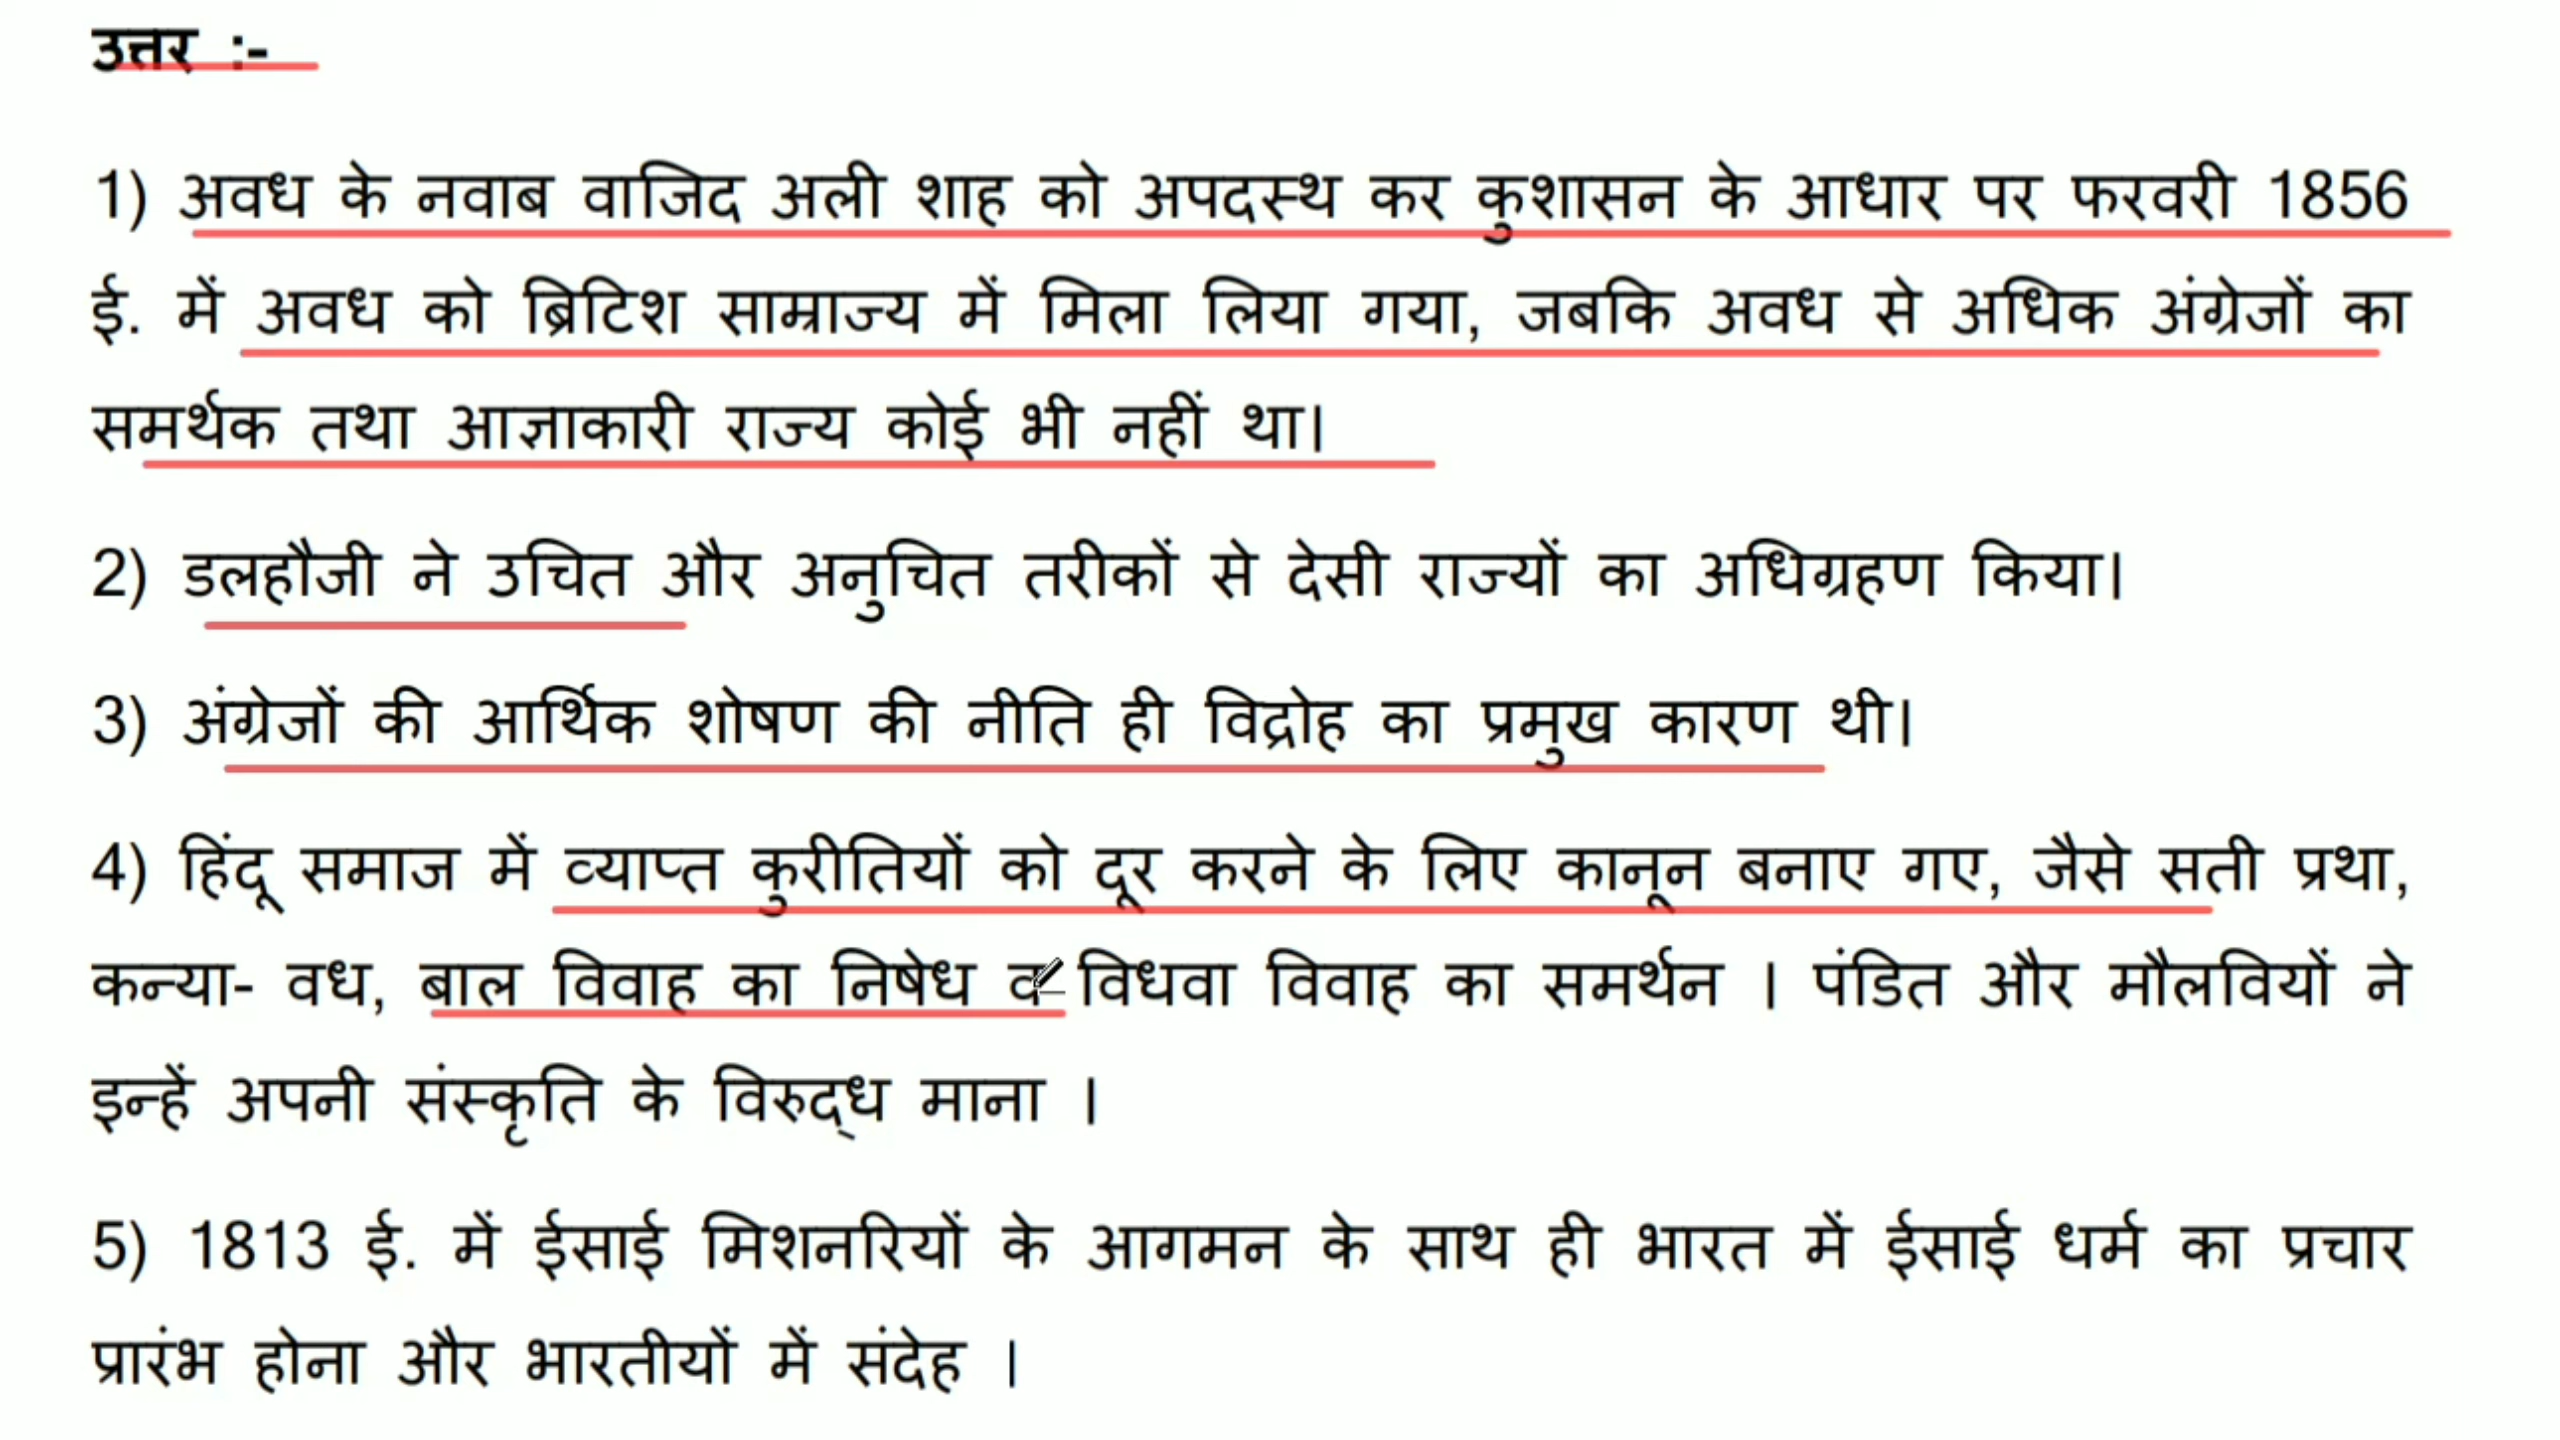 उत्तर :-
1) अवध के नवाब वाजिद अली शाह को अपदस्थ कर कुशासन के आधार पर फरवरी 1856
ई. में अवध को ब्रिटिश साम्राज्य में मिला लिया गया, जबकि अवध से अधिक अंग्रेजों का
समर्थक तथा आज्ञाकारी राज्य कोई भी नहीं था।
2) डलहौजी ने उचित और अनुचित तरीकों से देसी राज्यों का अधिग्रहण किया।
3) अंग्रेजों की आर्थिक शोषण की नीति ही विद्रोह का प्रमुख कारण थी।
4) हिंदू समाज में व्याप्त कुरीतियों को दूर करने के लिए कानून बनाए गए, जैसे सती प्रथा,
कन्या- वध, बाल विवाह का निषेध व विधवा विवाह का समर्थन । पंडित और मौलवियों ने
इन्हें अपनी संस्कृति के विरुद्ध माना ।
5) 1813 ई. में ईसाई मिशनरियों के आगमन के साथ ही भारत में ईसाई धर्म का प्रचार
प्रारंभ होना और भारतीयों में संदेह ।